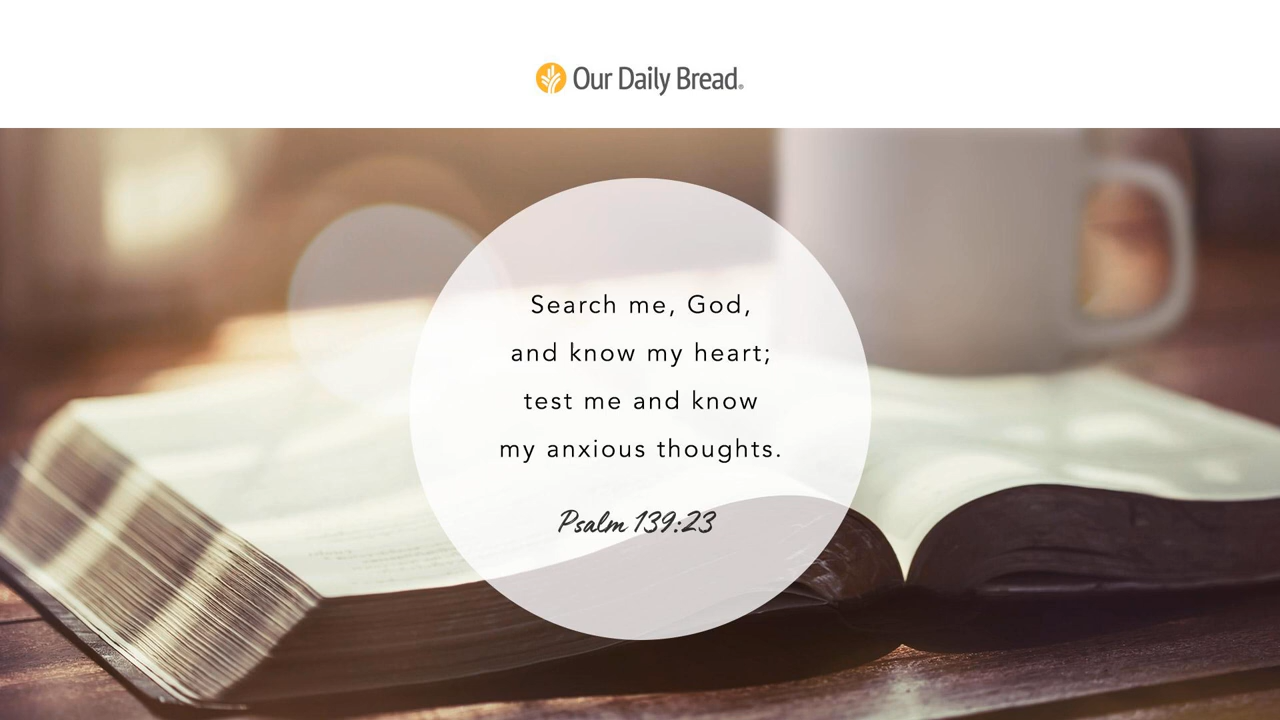 Our Daily Bread®
Search me, God,
and know my heart;
test me and know
my anxious thoughts.
Psalm 139:23